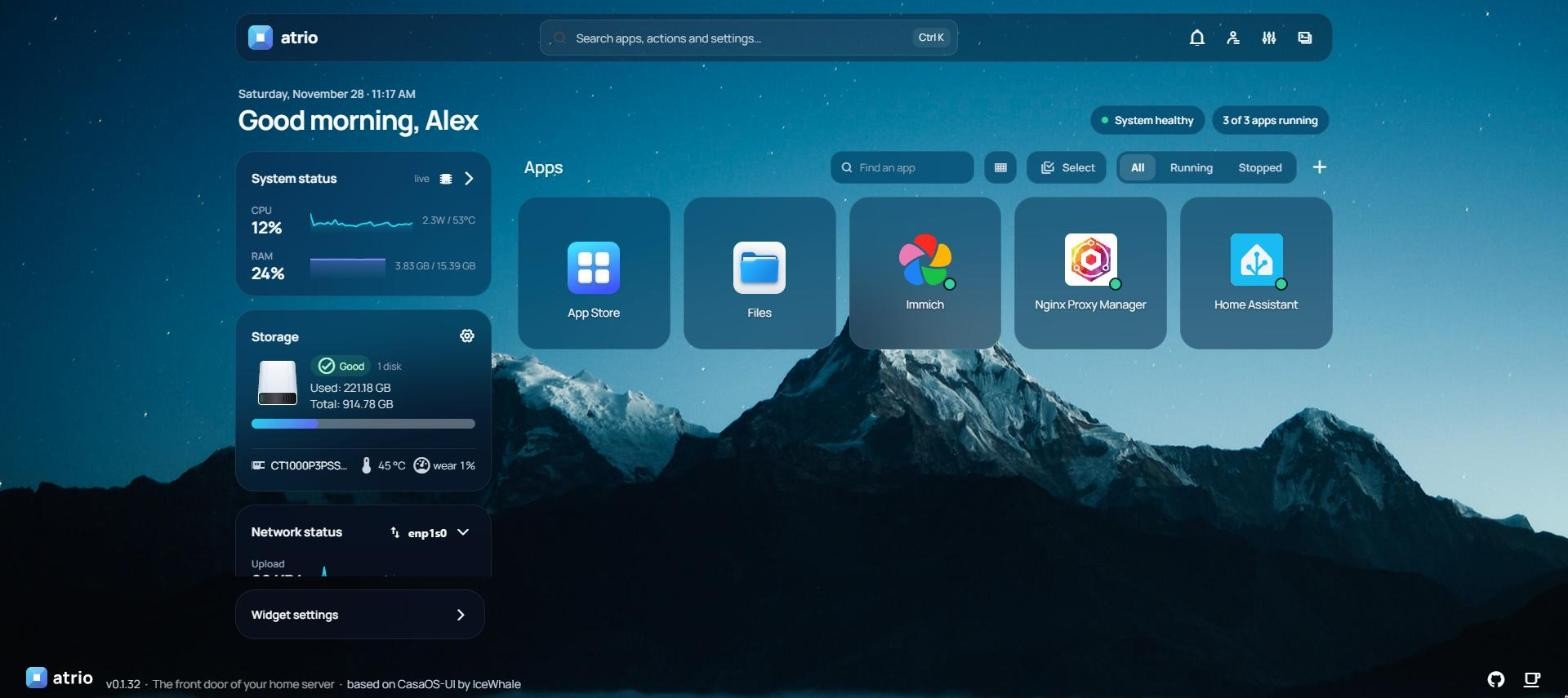 atrio
Search apps, actions and settings...
Ctrl K
Saturday, November 28 · 11:17 AM
Good morning, Alex
System healthy
3 of 3 apps running
System status
live
CPU
12%
2.3W / 53°C
RAM
24%
3.83 GB / 15.39 GB
Storage
Good
1 disk
Used: 221.18 GB
Total: 914.78 GB
CT1000P3PSS...
45 °C
wear 1%
Network status
enp1s0
Upload
Widget settings
Apps
Find an app
Select
All
Running
Stopped
App Store
Files
Immich
Nginx Proxy Manager
Home Assistant
atrio
v0.1.32 · The front door of your home server · based on CasaOS-UI by IceWhale